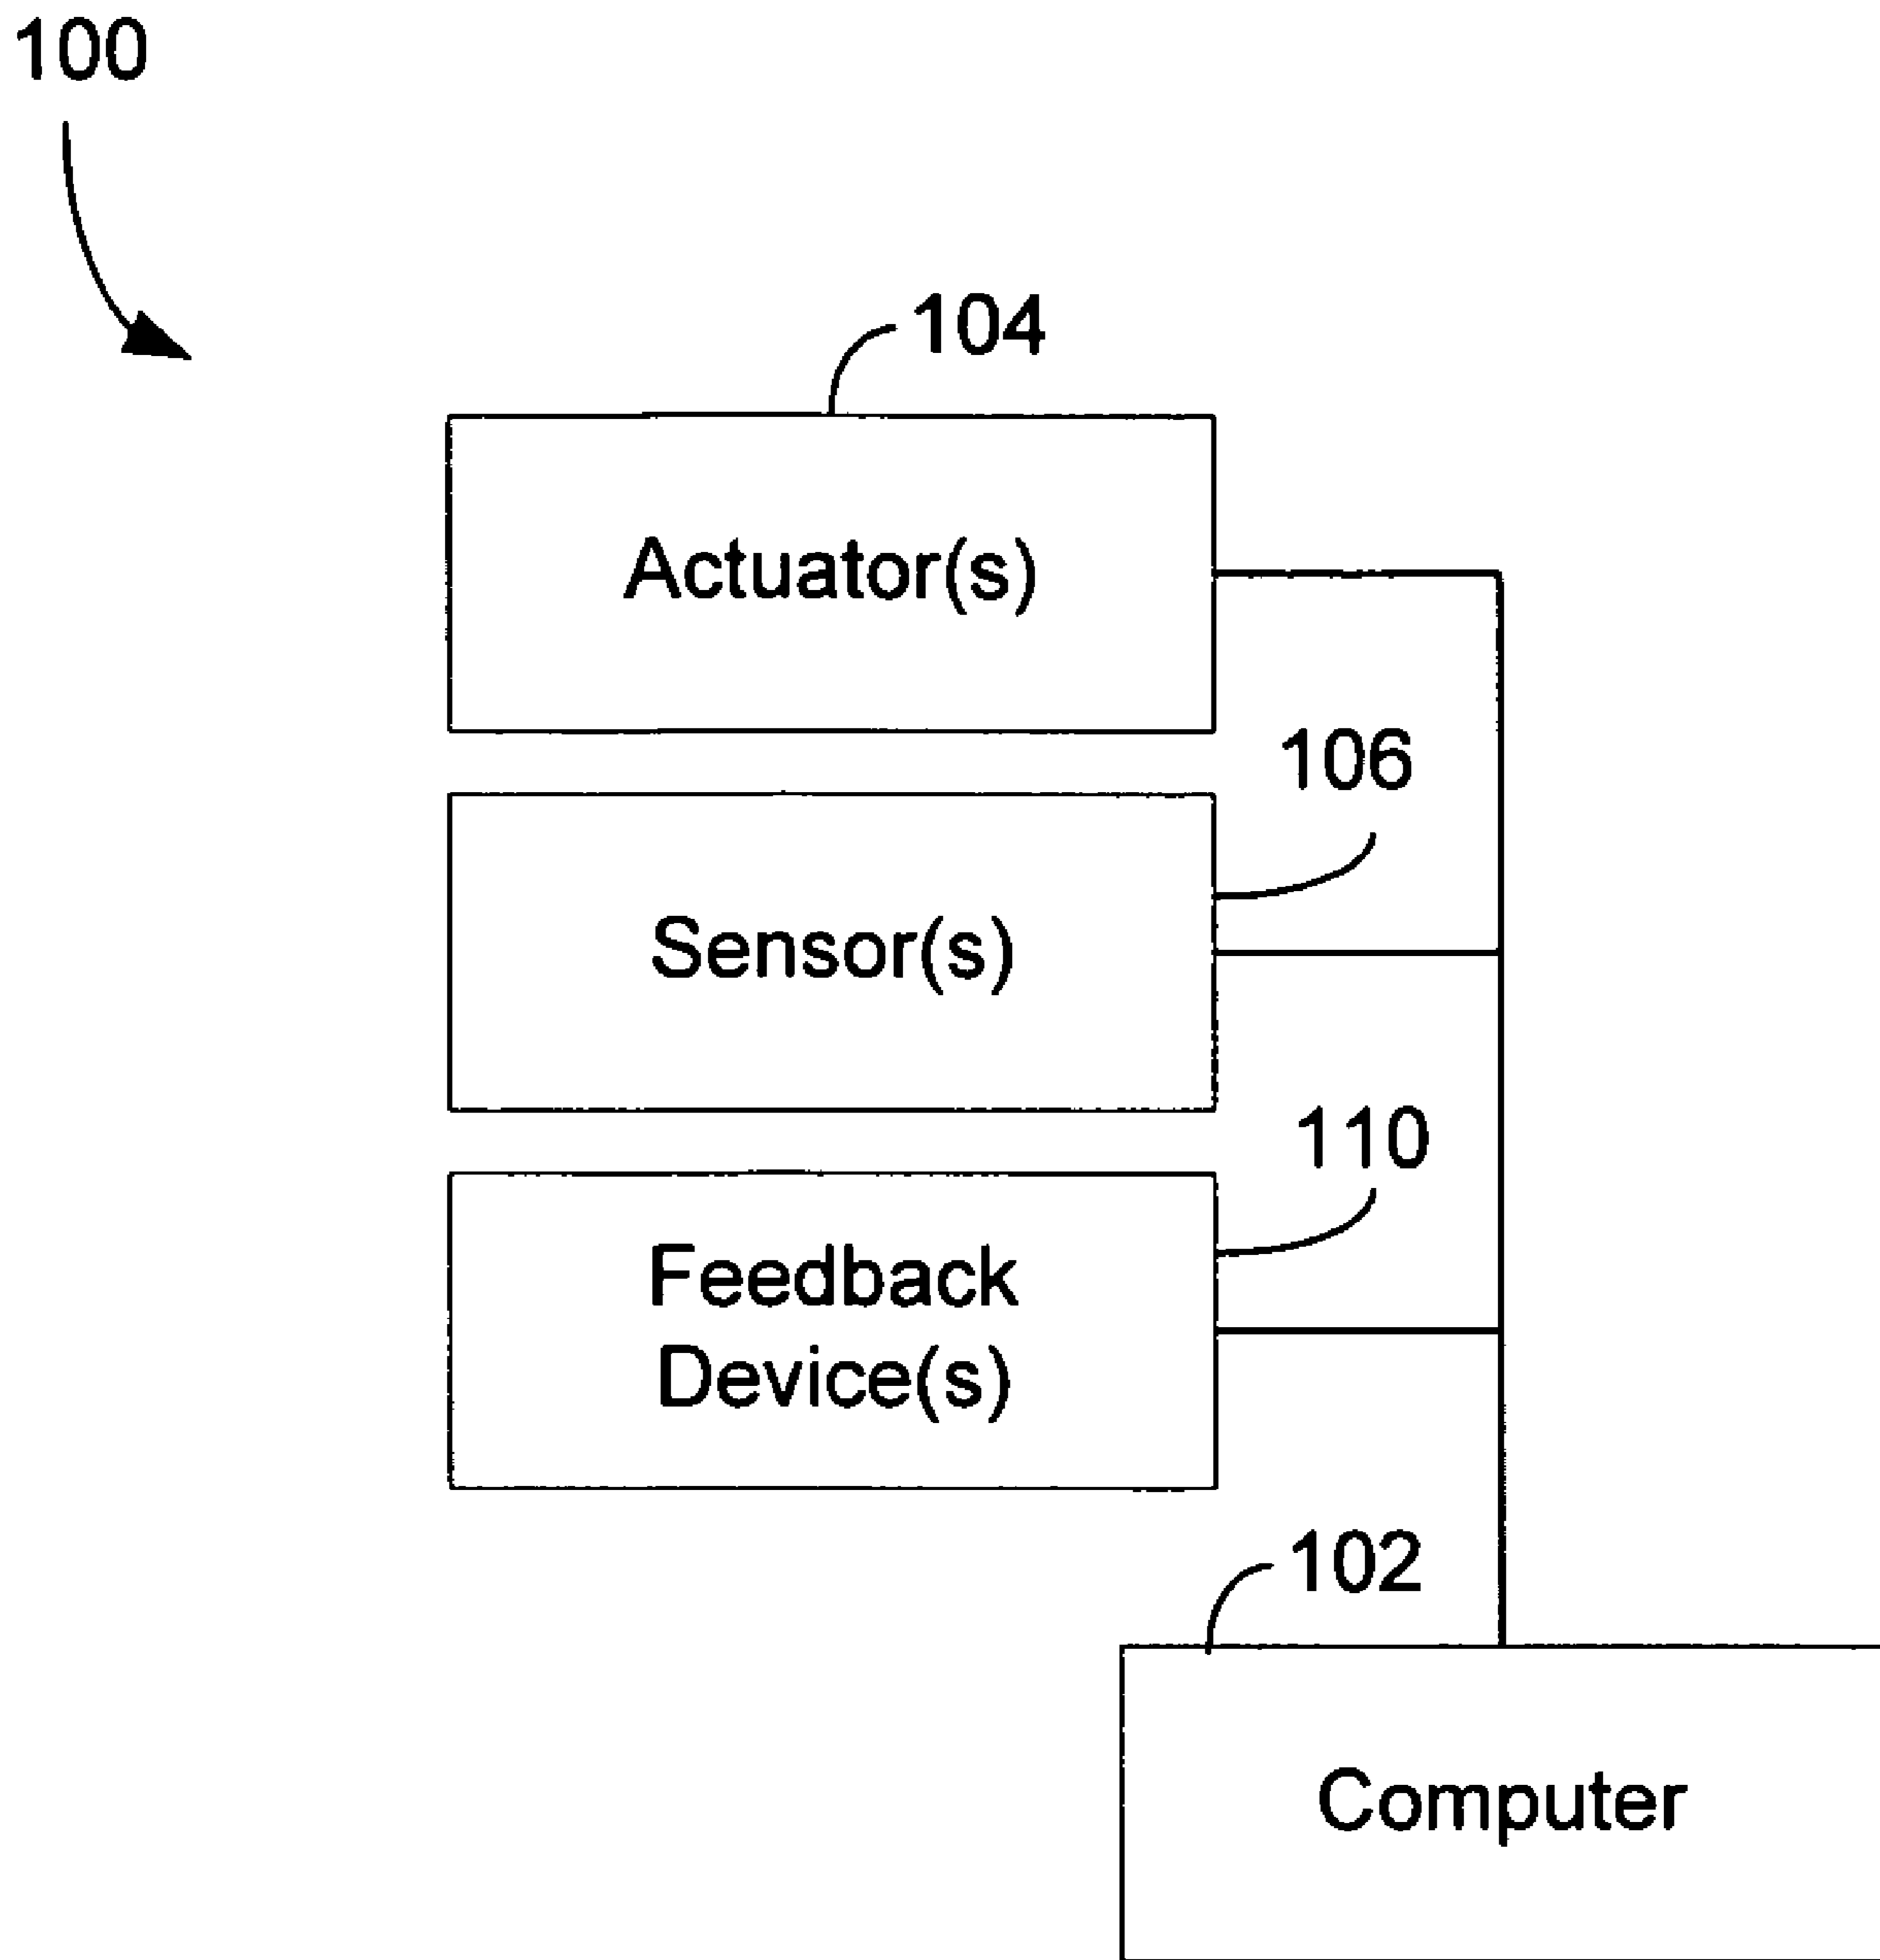 100
104
Actuator(s)
106
Sensor(s)
110
Feedback
Device(s)
102
Computer